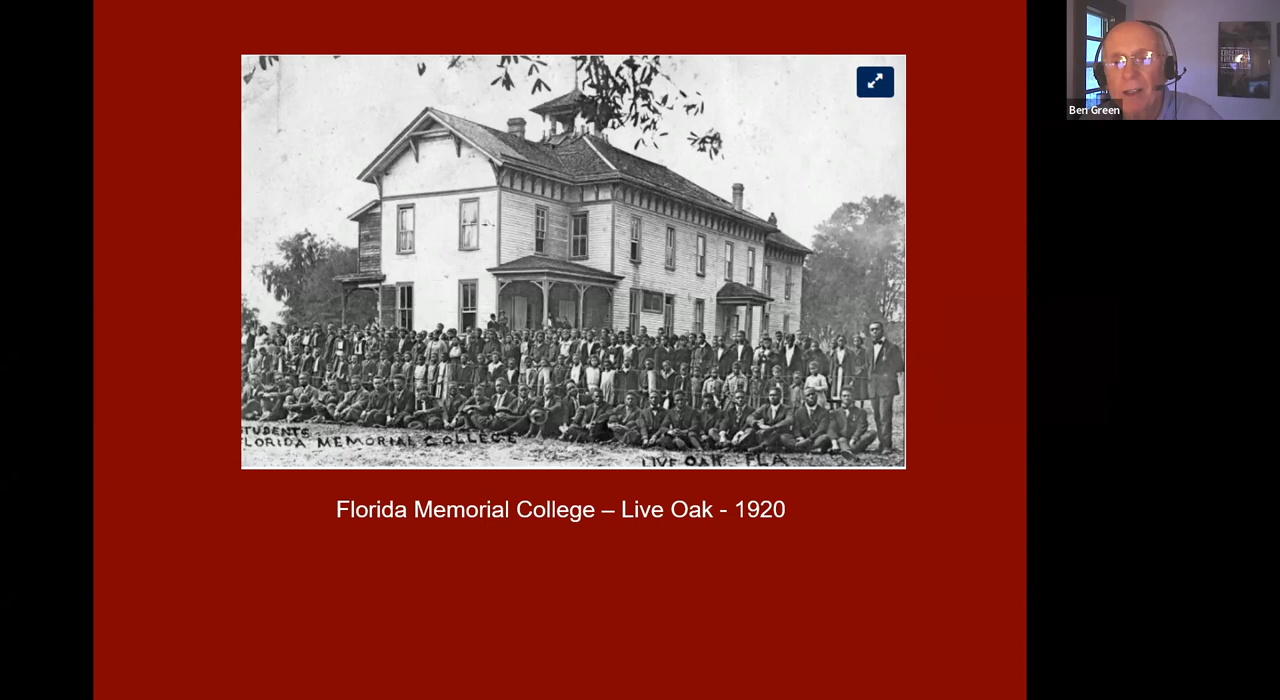 Ben Green
STUDENTS
FLORIDA MEMORIAL COLLEGE
LIVE OAK FLA
Florida Memorial College – Live Oak - 1920